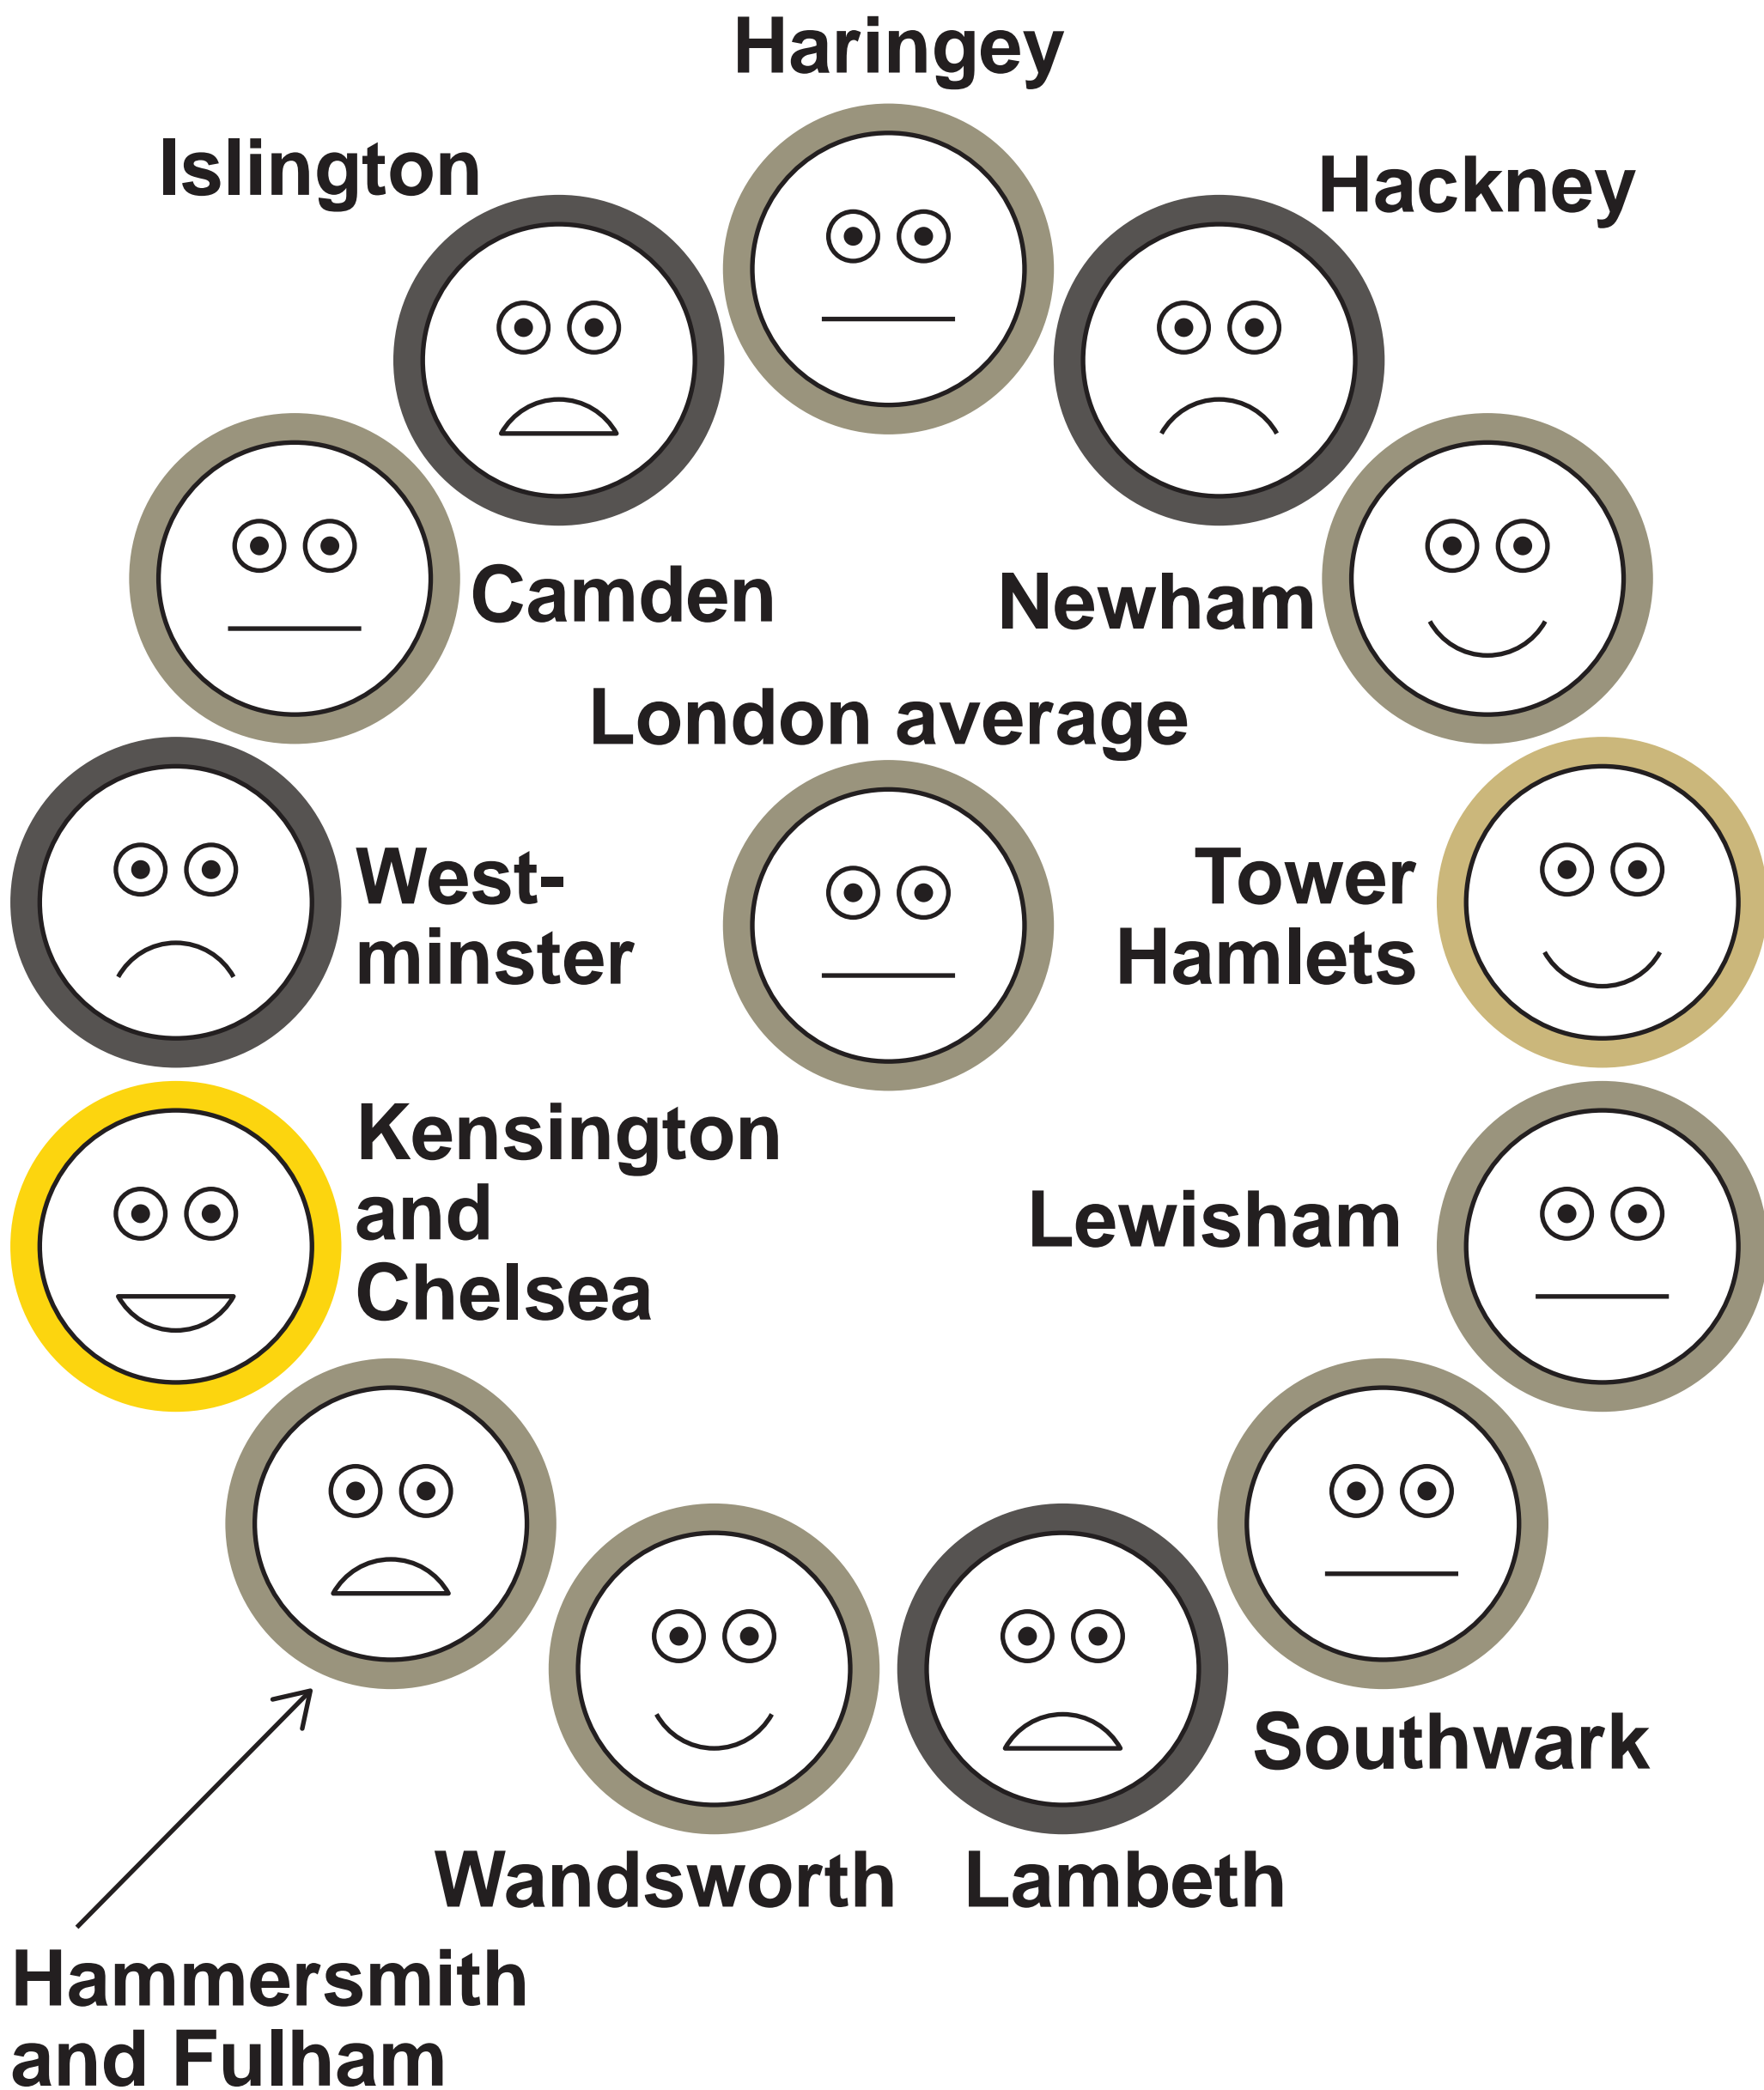 Haringey
Islington
Hackney
Camden
Newham
London average
West-
minster
Tower
Hamlets
Kensington
and
Chelsea
Lewisham
Southwark
Wandsworth
Lambeth
Hammersmith
and Fulham